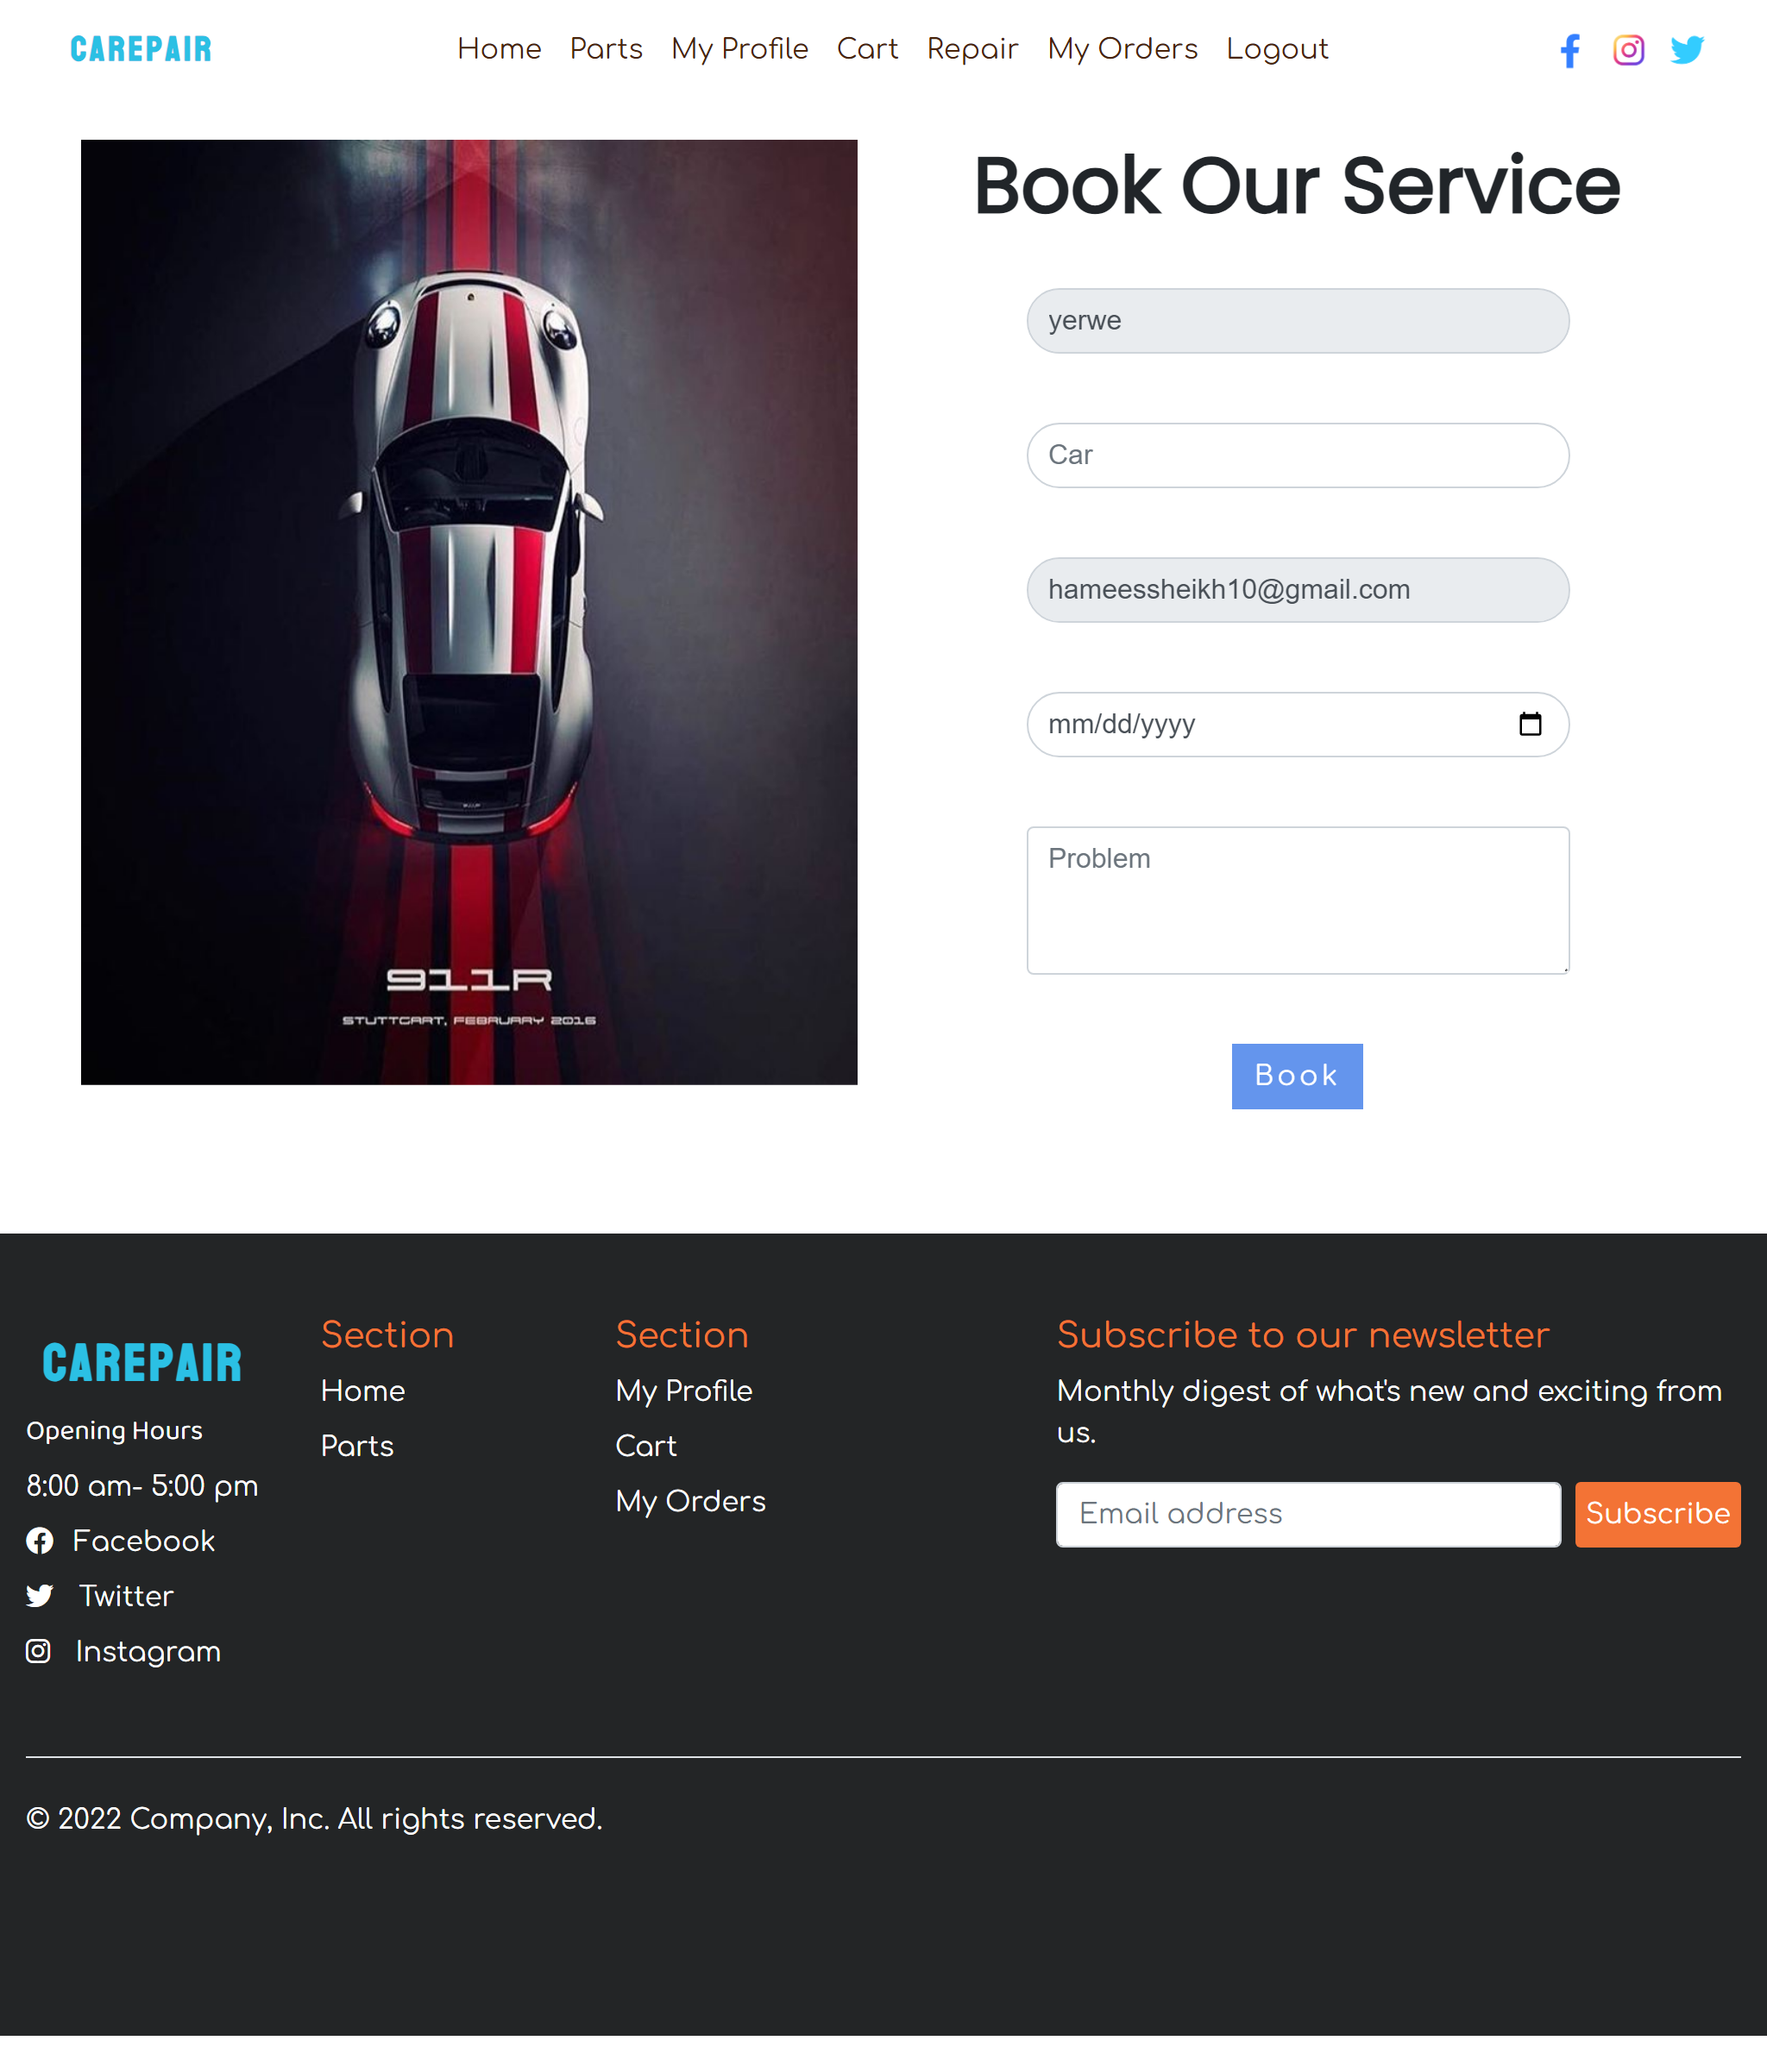 CAREPAIR
Home Parts My Profile Cart Repair My Orders Logout
Book Our Service
yerwe
Car
hameessheikh10@gmail.com
mm/dd/yyyy
Problem
Book
911R
STUTTGART, FEBRUARY 2016
CAREPAIR
Opening Hours
8:00 am- 5:00 pm
Facebook
Twitter
Instagram
Section
Home
Parts
Section
My Profile
Cart
My Orders
Subscribe to our newsletter
Monthly digest of what's new and exciting from
us.
Email address
Subscribe
© 2022 Company, Inc. All rights reserved.